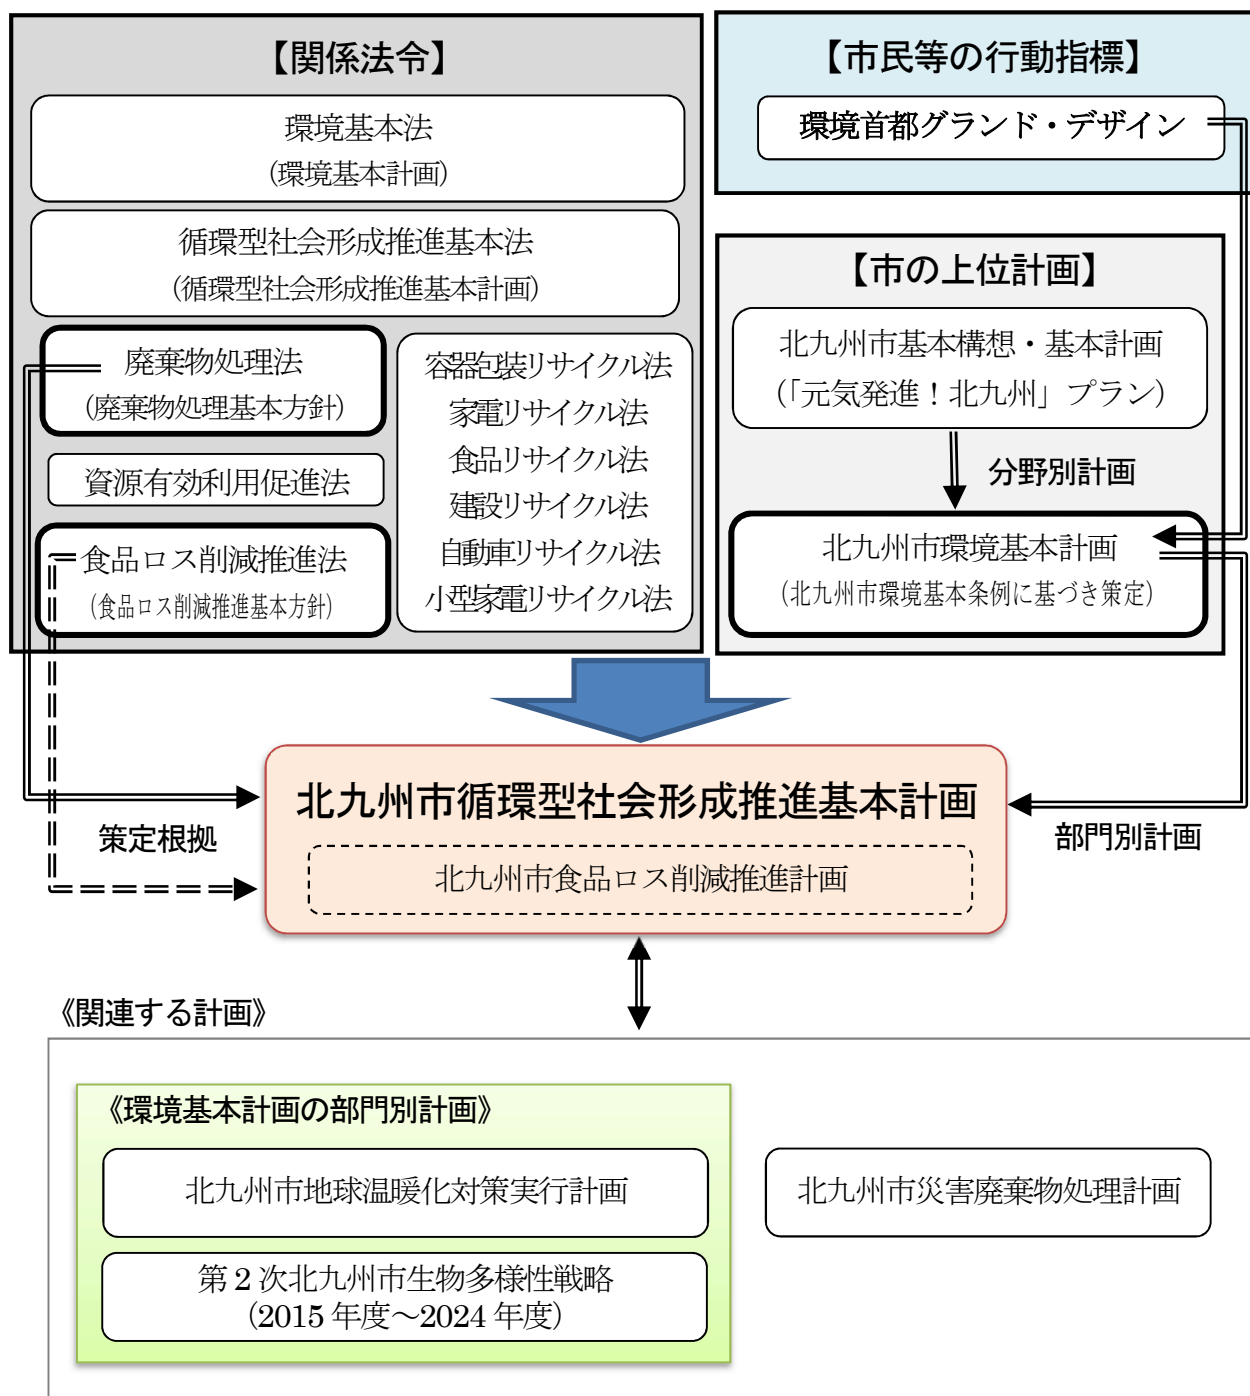 【関係法令】
環境基本法
(環境基本計画)
循環型社会形成推進基本法
(循環型社会形成推進基本計画)
廃棄物処理法
(廃棄物処理基本方針)
資源有効利用促進法
食品ロス削減推進法
(食品ロス削減推進基本方針)
容器包装リサイクル法
家電リサイクル法
食品リサイクル法
建設リサイクル法
自動車リサイクル法
小型家電リサイクル法
【市民等の行動指標】
環境首都グランド・デザイン
【市の上位計画】
北九州市基本構想・基本計画
(「元気発進!北九州」プラン)
分野別計画
北九州市環境基本計画
(北九州市環境基本条例に基づき策定)
北九州市循環型社会形成推進基本計画
北九州市食品ロス削減推進計画
策定根拠
部門別計画
《関連する計画》
《環境基本計画の部門別計画》
北九州市地球温暖化対策実行計画
第2次北九州市生物多様性戦略
(2015年度～2024年度)
北九州市災害廃棄物処理計画